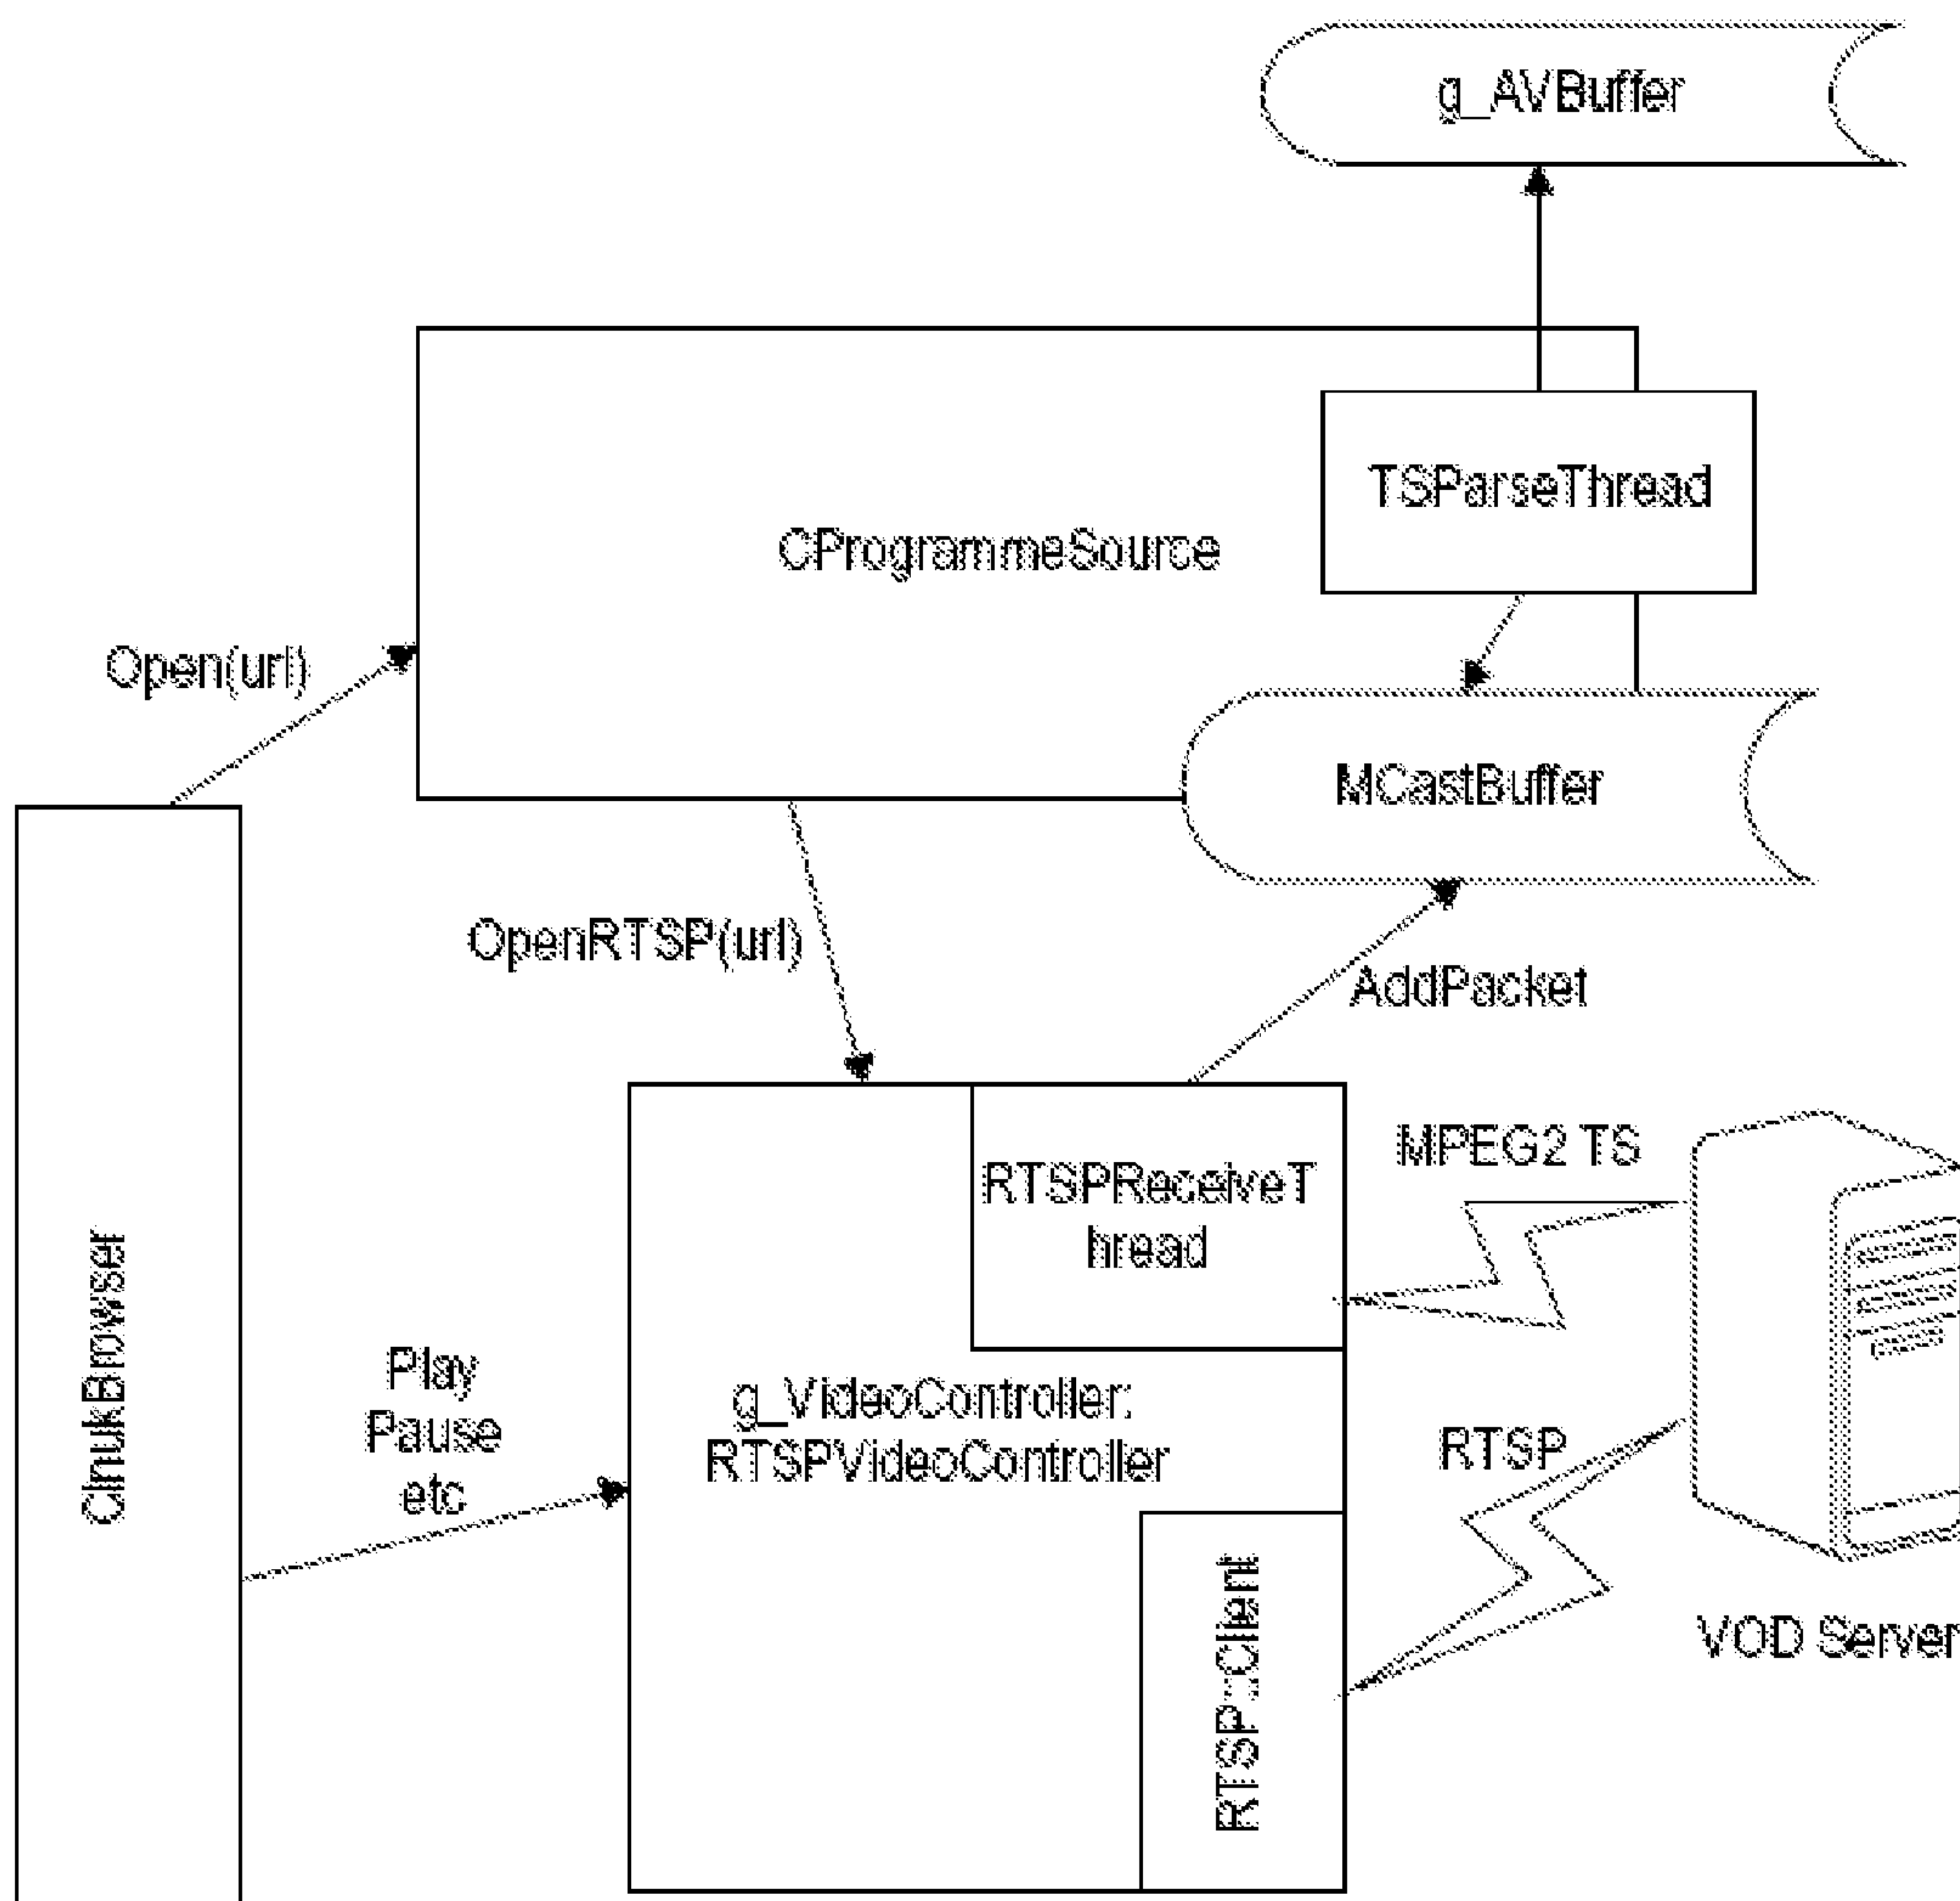 g_AVBuffer
TSParseThread
CProgrammeSource
Open(url)
MCastBuffer
OpenRTSP(url)
AddPacket
MPEG2 TS
RTSPReceiveT
hread
ClnukBrowser
Play
Pause
etc
g_VideoController:
RTSPVideoController
RTSP
RTSP::Client
VOD Server